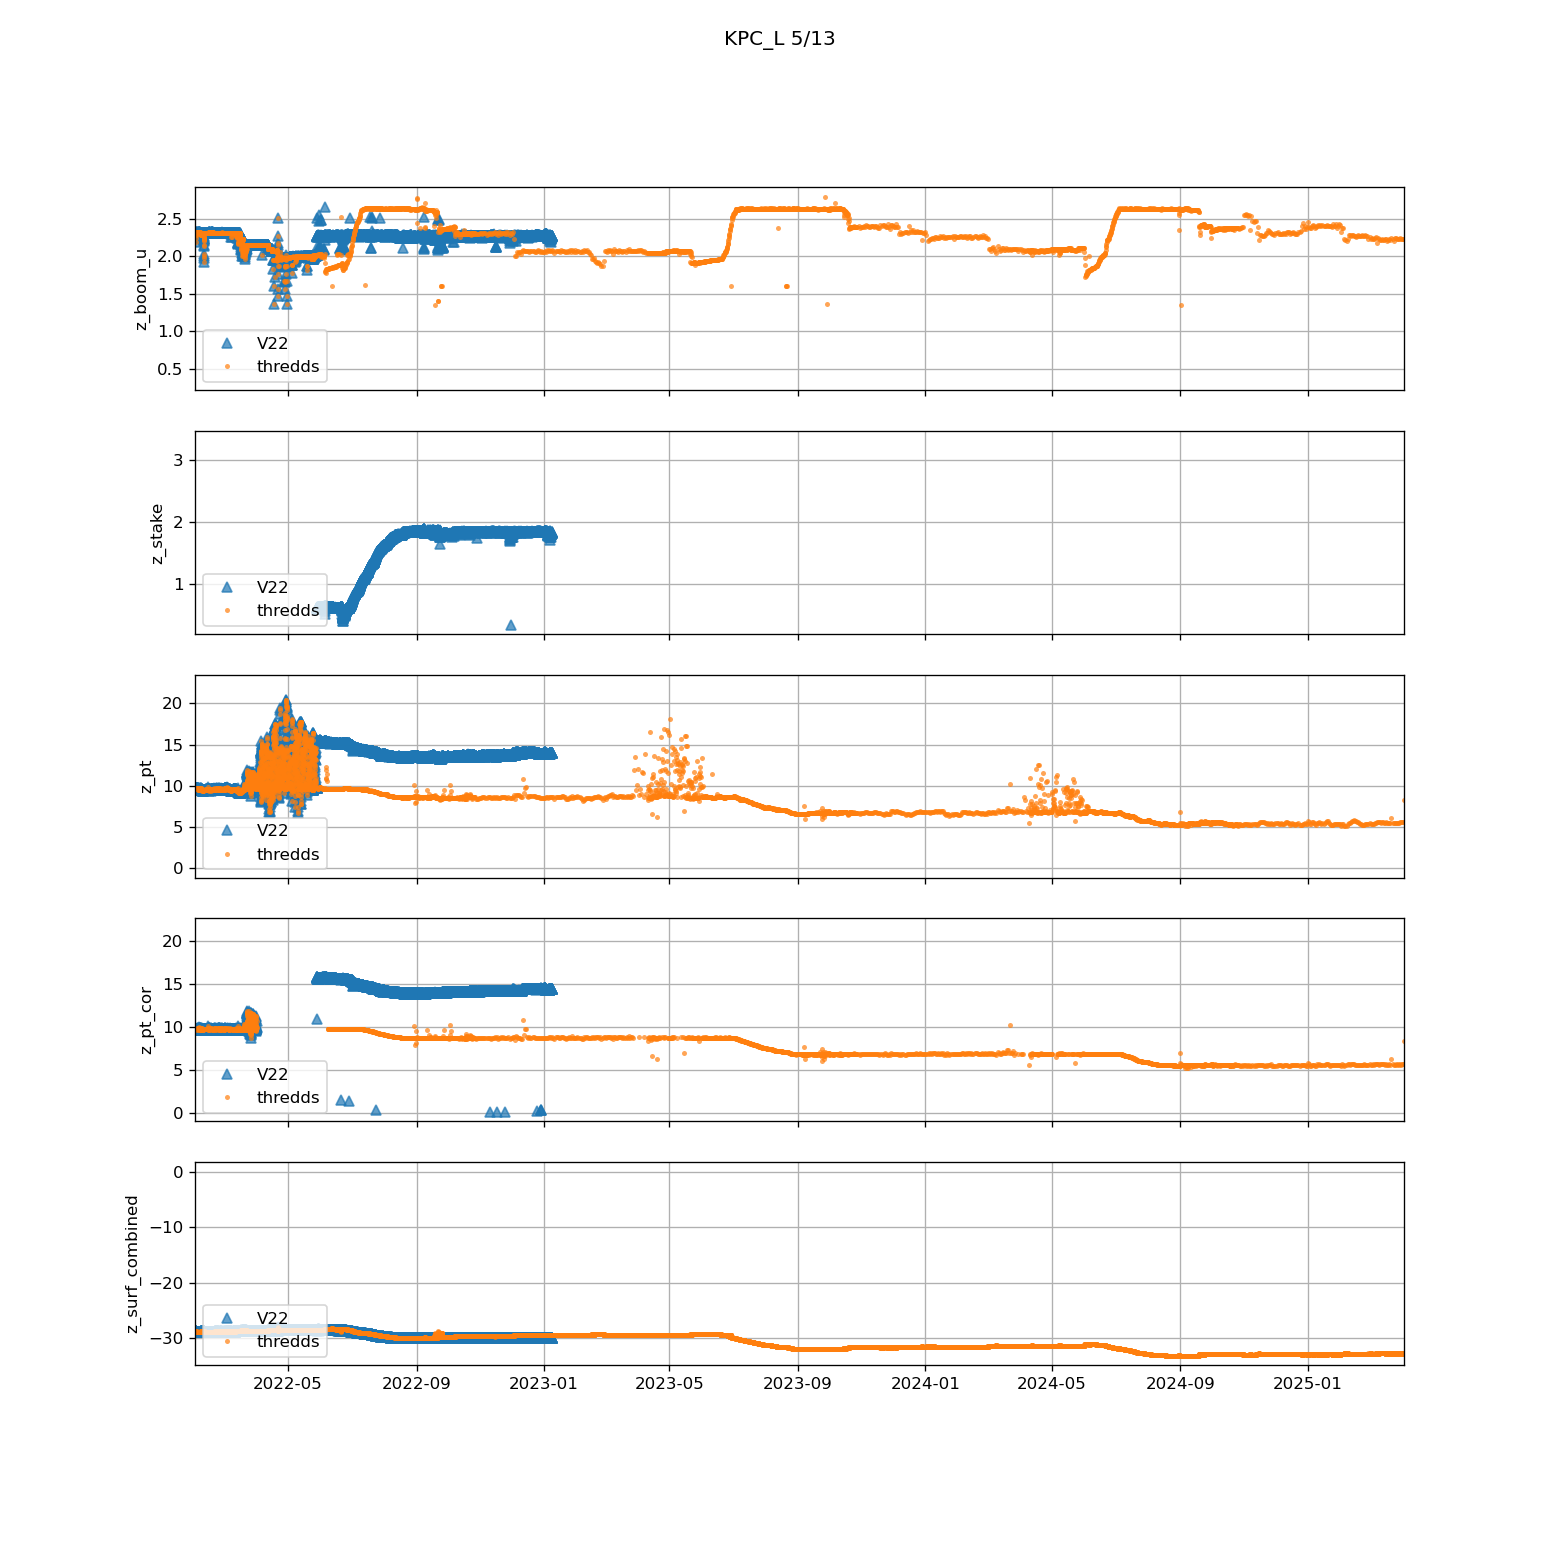 KPC_L 5/13
z_boom_u
2.5
2.0
1.5
1.0
0.5
V22
thredds
z_stake
3
2
1
V22
thredds
z_pt
20
15
10
5
0
V22
thredds
z_pt_cor
20
15
10
5
0
V22
thredds
z_surf_combined
0
−10
−20
−30
V22
thredds
2022-05
2022-09
2023-01
2023-05
2023-09
2024-01
2024-05
2024-09
2025-01